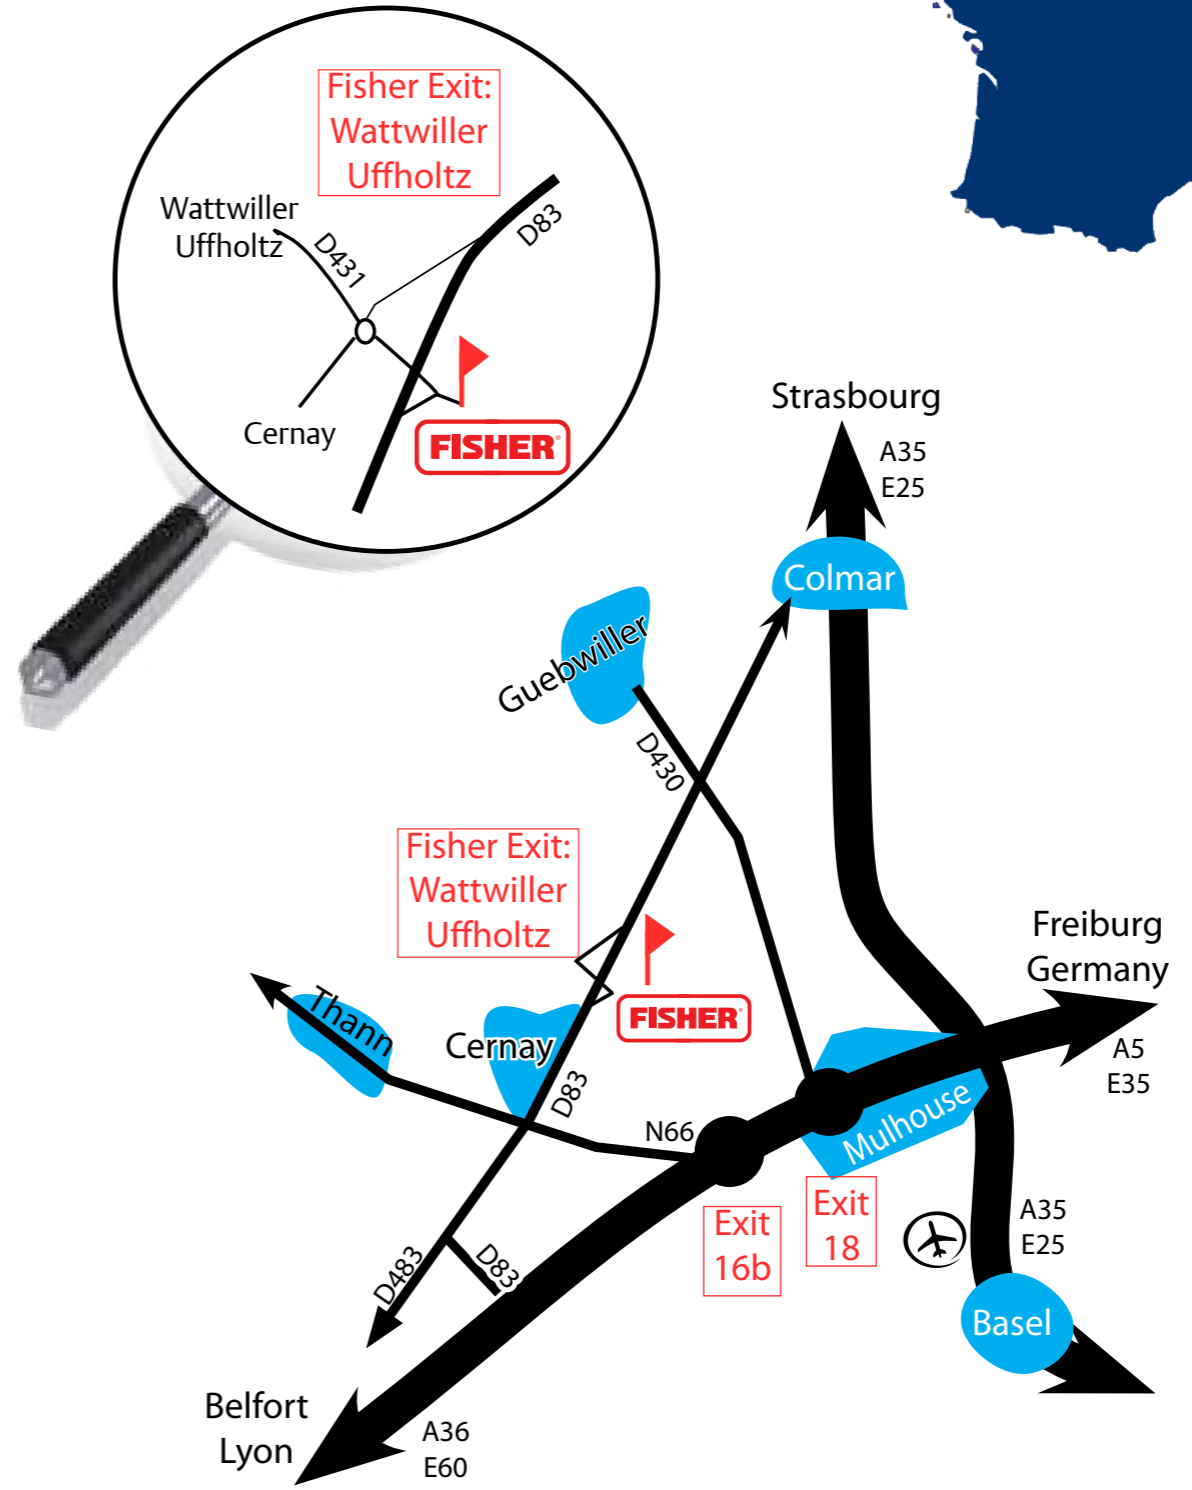 Fisher Exit:
Wattwiller
Uffholtz
Wattwiller
Uffholtz
D431
D83
Cernay
FISHER®
Strasbourg
A35
E25
Colmar
Guebwiller
D430
Fisher Exit:
Wattwiller
Uffholtz
Freiburg
Germany
A5
E35
FISHER®
Thann
Cernay
D83
N66
Mulhouse
Exit
18
Exit
16b
A35
E25
D83
D483
Basel
Belfort
Lyon
A36
E60